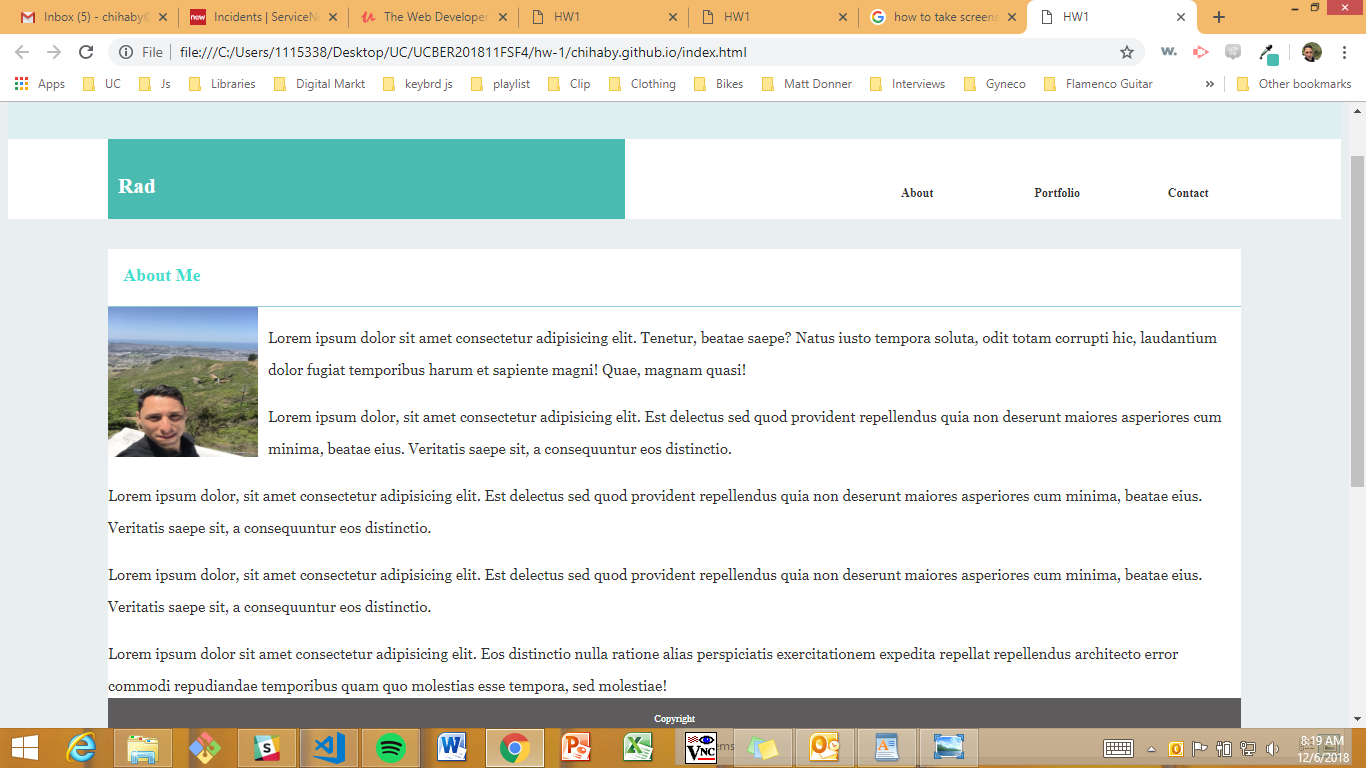 Inbox (5) - chihaby@
Incidents | ServiceN
The Web Developer
HW1
HW1
how to take screens
HW1
File file:///C:/Users/1115338/Desktop/UC/UCBER201811FSF4/hw-1/chihaby.github.io/index.html
Apps UC Js Libraries Digital Markt keybrd js playlist Clip Clothing Bikes Matt Donner Interviews Gyneco Flamenco Guitar » Other bookmarks
Rad
About Portfolio Contact
About Me
Lorem ipsum dolor sit amet consectetur adipisicing elit. Tenetur, beatae saepe? Natus iusto tempora soluta, odit totam corrupti hic, laudantium
dolor fugiat temporibus harum et sapiente magni! Quae, magnam quasi!
Lorem ipsum dolor, sit amet consectetur adipisicing elit. Est delectus sed quod provident repellendus quia non deserunt maiores asperiores cum
minima, beatae eius. Veritatis saepe sit, a consequuntur eos distinctio.
Lorem ipsum dolor, sit amet consectetur adipisicing elit. Est delectus sed quod provident repellendus quia non deserunt maiores asperiores cum minima, beatae eius.
Veritatis saepe sit, a consequuntur eos distinctio.
Lorem ipsum dolor, sit amet consectetur adipisicing elit. Est delectus sed quod provident repellendus quia non deserunt maiores asperiores cum minima, beatae eius.
Veritatis saepe sit, a consequuntur eos distinctio.
Lorem ipsum dolor sit amet consectetur adipisicing elit. Eos distinctio nulla ratione alias perspiciatis exercitationem expedita repellat repellendus architecto error
commodi repudiandae temporibus quam quo molestias esse tempora, sed molestiae!
Copyright
8:19 AM
12/6/2018